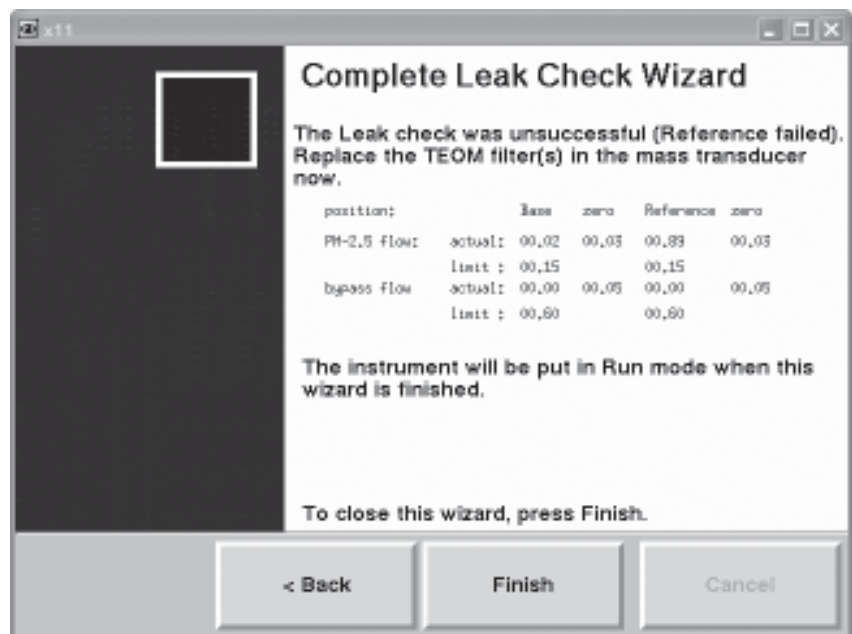 x11
Complete Leak Check Wizard
The Leak check was unsuccessful (Reference failed).
Replace the TEOM filter(s) in the mass transducer
now.
position: Base zero Reference zero
PM-2.5 flow: actual: 00.02 00.03 00.89 00.03
limit : 00.15 00.15
bypass flow actual: 00.00 00.05 00.00 00.05
limit : 00.60 00.60
The instrument will be put in Run mode when this
wizard is finished.
To close this wizard, press Finish.
< Back Finish Cancel